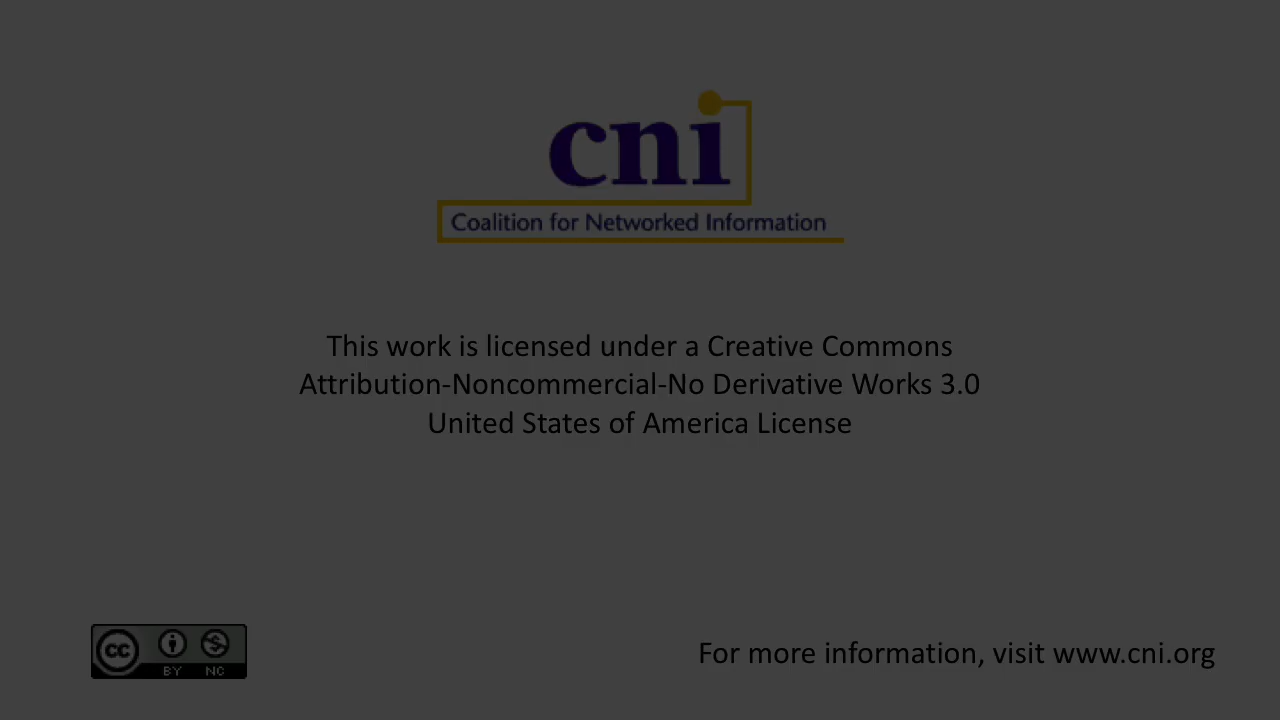 cni
Coalition for Networked Information
This work is licensed under a Creative Commons
Attribution-Noncommercial-No Derivative Works 3.0
United States of America License
cc
BY NC
For more information, visit www.cni.org